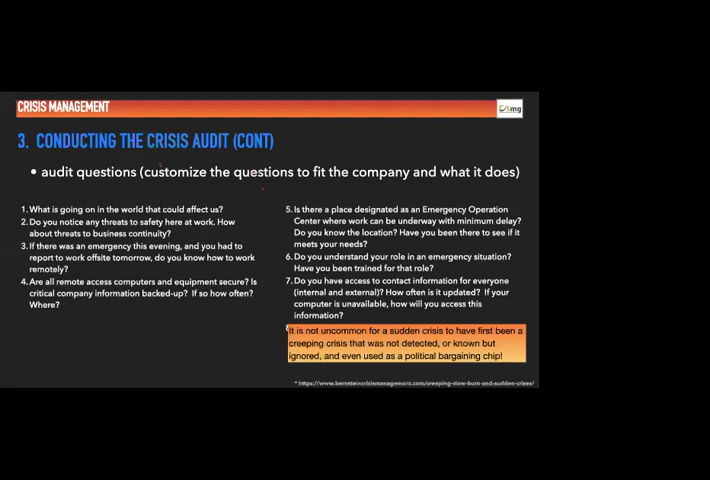 CRISIS MANAGEMENT
5mg
3. CONDUCTING THE CRISIS AUDIT (CONT)
• audit questions (customize the questions to fit the company and what it does)
1. What is going on in the world that could affect us?
2. Do you notice any threats to safety here at work. How
about threats to business continuity?
3. If there was an emergency this evening, and you had to
report to work offsite tomorrow, do you know how to work
remotely?
4. Are all remote access computers and equipment secure? Is
critical company information backed-up? If so how often?
Where?
5. Is there a place designated as an Emergency Operation
Center where work can be underway with minimum delay?
Do you know the location? Have you been there to see if it
meets your needs?
6. Do you understand your role in an emergency situation?
Have you been trained for that role?
7. Do you have access to contact information for everyone
(internal and external)? How often is it updated? If your
computer is unavailable, how will you access this
information?
It is not uncommon for a sudden crisis to have first been a
creeping crisis that was not detected, or known but
ignored, and even used as a political bargaining chip!
* https://www.bernsteincrisismanagement.com/creeping-slow-burn-and-sudden-crises/